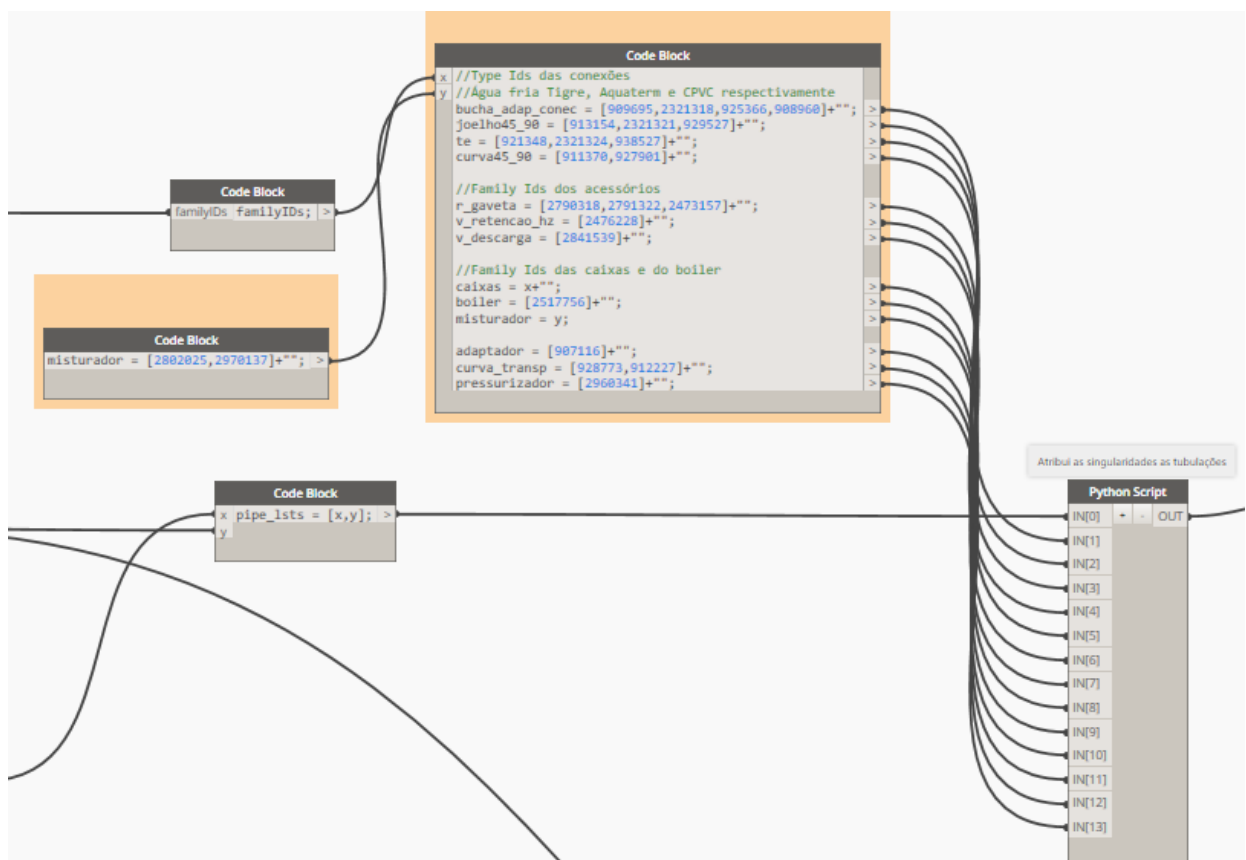 Code Block
x //Type Ids das conexões
y //Água fria Tigre, Aquaterm e CPVC respectivamente
bucha_adap_conec = [909695,2321318,925366,908960]+""; >
joelho45_90 = [913154,2321321,929527]+""; >
te = [921348,2321324,938527]+""; >
curva45_90 = [911370,927901]+""; >
//Family Ids dos acessórios
r_gaveta = [2790318,2791322,2473157]+""; >
v_retencao_hz = [2476228]+""; >
v_descarga = [2841539]+""; >
//Family Ids das caixas e do boiler
caixas = x+""; >
boiler = [2517756]+""; >
misturador = y; >
adaptador = [907116]+""; >
curva_transp = [928773,912227]+""; >
pressurizador = [2960341]+""; >
Code Block
familyIDs familyIDs; >
Code Block
misturador = [2802025,2970137]+""; >
Code Block
x pipe_lsts = [x,y]; >
y
Atribui as singularidades as tubulações
Python Script
IN[0] + - OUT
IN[1]
IN[2]
IN[3]
IN[4]
IN[5]
IN[6]
IN[7]
IN[8]
IN[9]
IN[10]
IN[11]
IN[12]
IN[13]